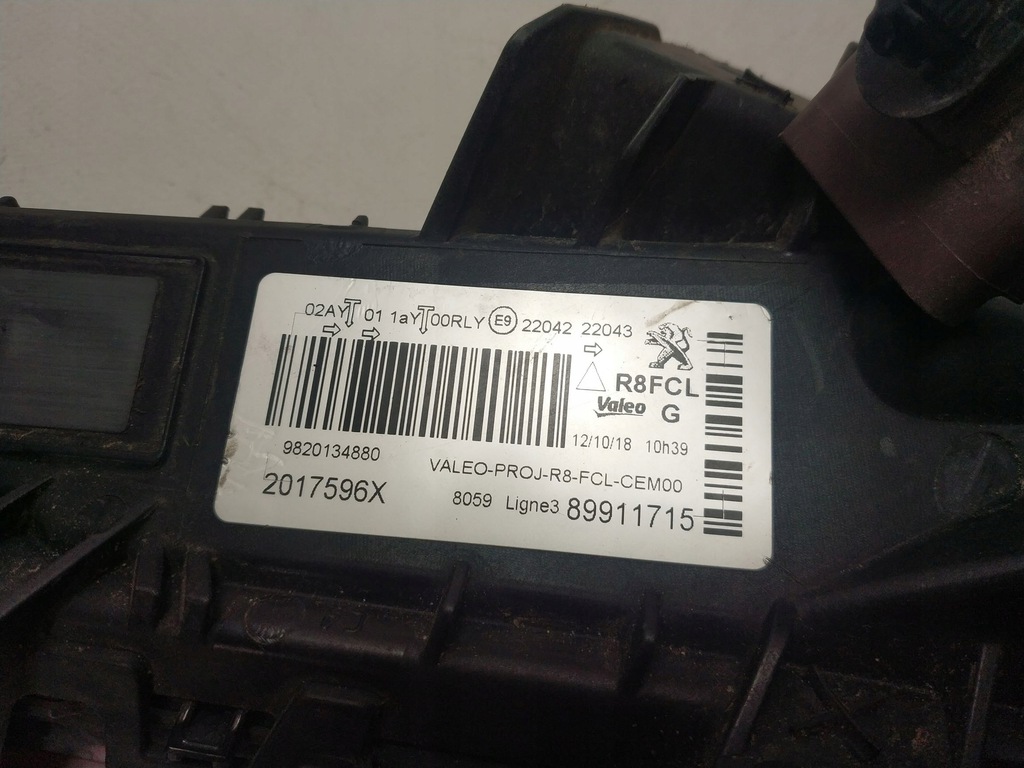 02AY 01 1aY 00RLY E9 22042 22043
R8FCL
Valeo G
12/10/18 10h39
9820134880
VALEO-PROJ-R8-FCL-CEM00
2017596X
8059 Ligne3 89911715